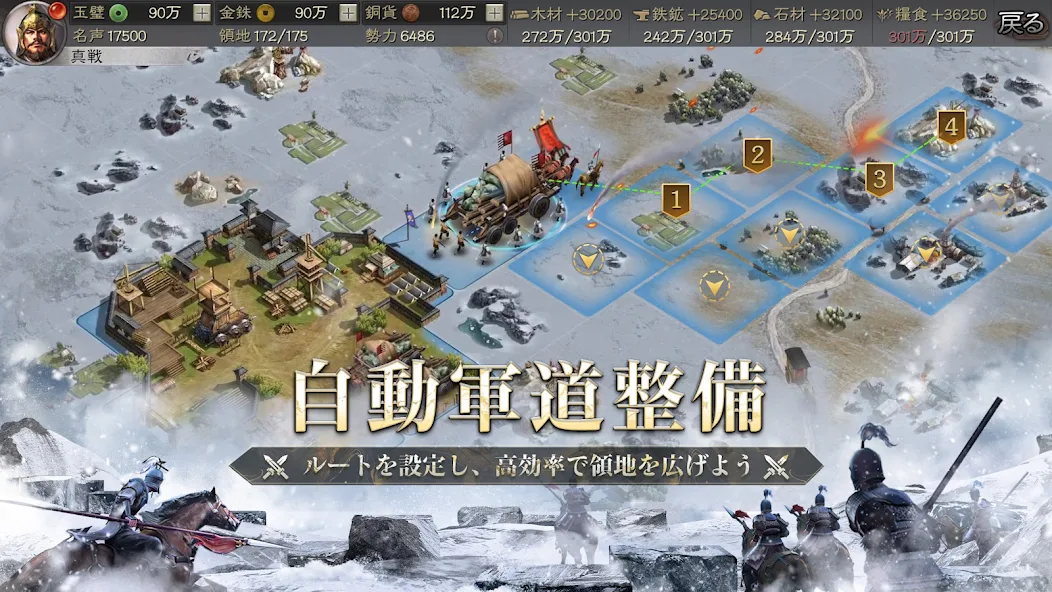 玉璧 90万 金銖 90万 銅貨 112万 木材 +30200 鉄鉱 +25400 石材 +32100 糧食 +36250 戻る
名声 17500 領地 172/175 勢力 6486 272万/301万 242万/301万 284万/301万 301万/301万
真戦
1
2
3
4
自動軍道整備
ルートを設定し、高効率で領地を広げよう